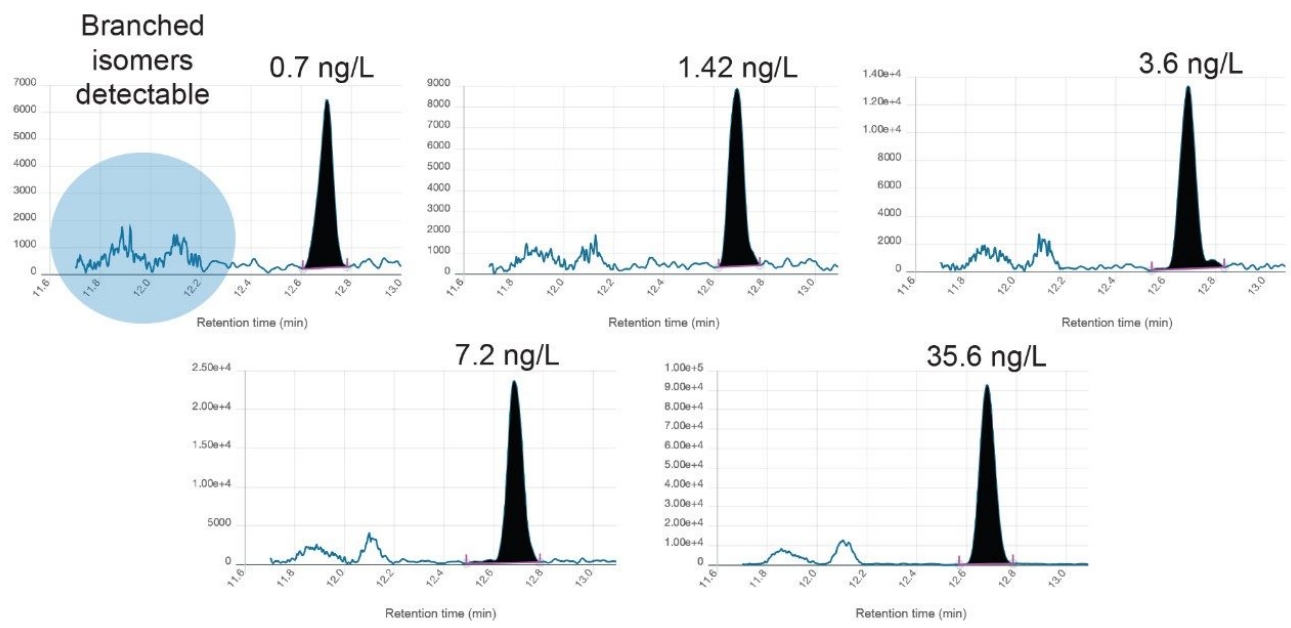 Branched
isomers
detectable
0.7 ng/L
7000
6000
5000
4000
3000
2000
1000
0
11.6 11.8 12.0 12.2 12.4 12.6 12.8 13.0
Retention time (min)
1.42 ng/L
9000
8000
7000
6000
5000
4000
3000
2000
1000
0
11.6 11.8 12.0 12.2 12.4 12.6 12.8 13.0
Retention time (min)
3.6 ng/L
1.40e+4
1.20e+4
1.00e+4
8000
6000
4000
2000
0
11.6 11.8 12.0 12.2 12.4 12.6 12.8 13.0
Retention time (min)
7.2 ng/L
2.50e+4
2.00e+4
1.50e+4
1.00e+4
5000
0
11.6 11.8 12.0 12.2 12.4 12.6 12.8 13.0
Retention time (min)
35.6 ng/L
1.00e+5
9.00e+4
8.00e+4
7.00e+4
6.00e+4
5.00e+4
4.00e+4
3.00e+4
2.00e+4
1.00e+4
0
11.6 11.8 12.0 12.2 12.4 12.6 12.8 13.0
Retention time (min)